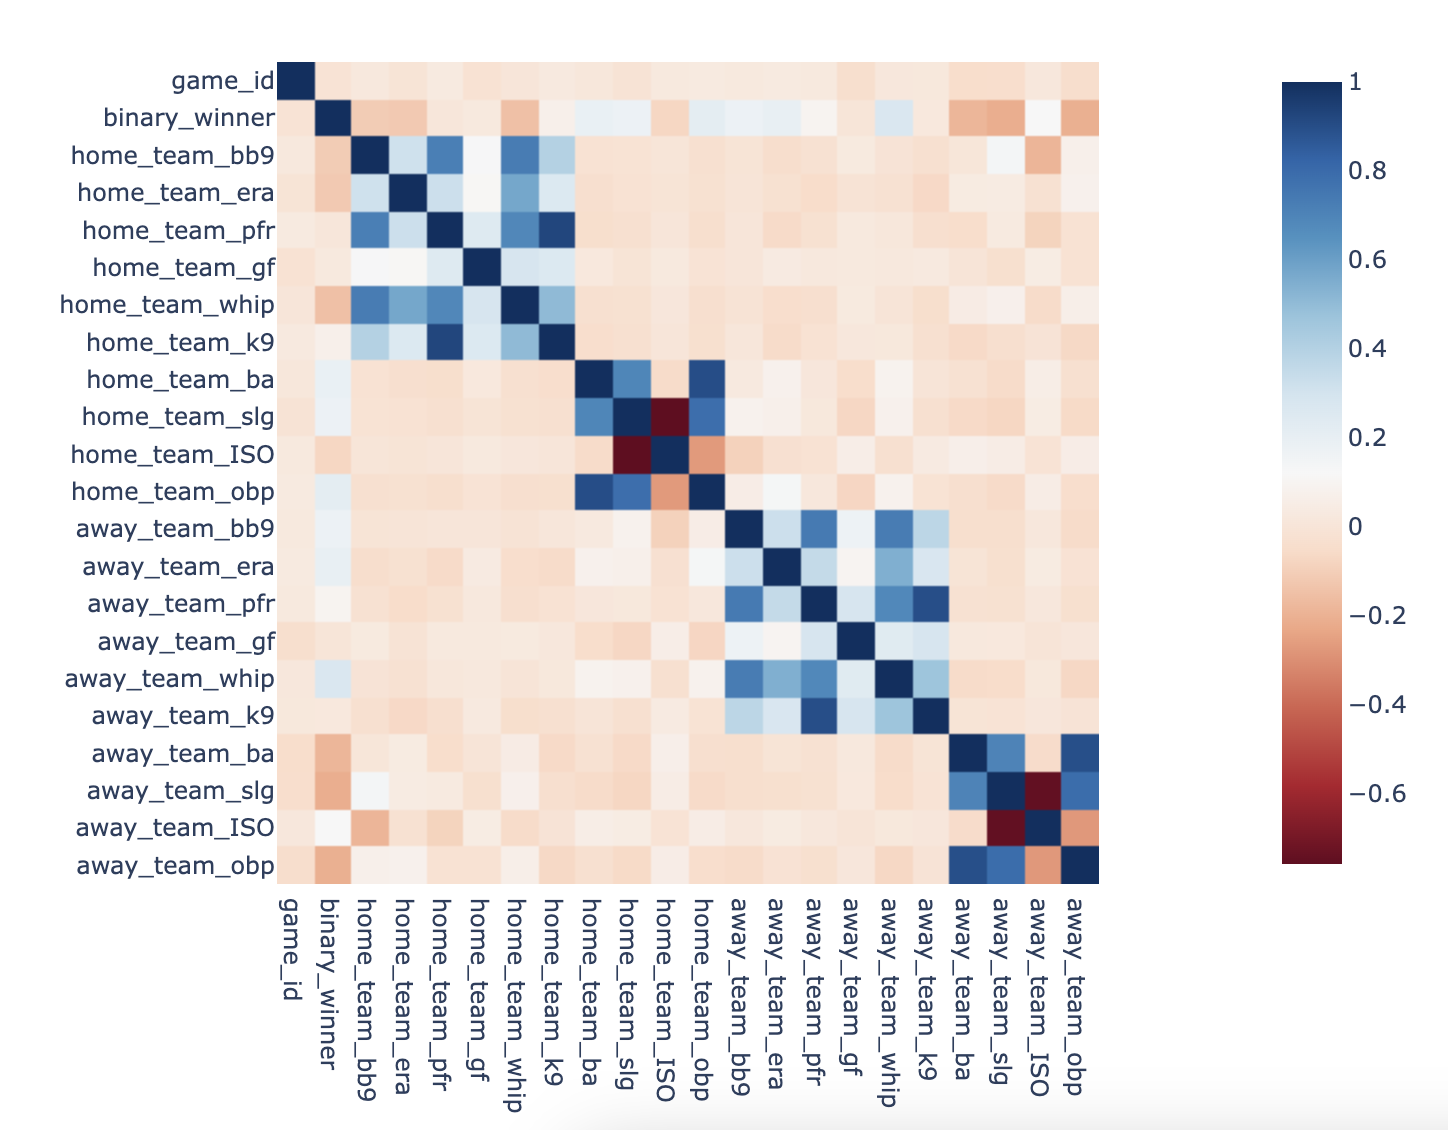 game_id
binary_winner
home_team_bb9
home_team_era
home_team_pfr
home_team_gf
home_team_whip
home_team_k9
home_team_ba
home_team_slg
home_team_ISO
home_team_obp
away_team_bb9
away_team_era
away_team_pfr
away_team_gf
away_team_whip
away_team_k9
away_team_ba
away_team_slg
away_team_ISO
away_team_obp
game_id
binary_winner
home_team_bb9
home_team_era
home_team_pfr
home_team_gf
home_team_whip
home_team_k9
home_team_ba
home_team_slg
home_team_ISO
home_team_obp
away_team_bb9
away_team_era
away_team_pfr
away_team_gf
away_team_whip
away_team_k9
away_team_ba
away_team_slg
away_team_ISO
away_team_obp
1
0.8
0.6
0.4
0.2
0
−0.2
−0.4
−0.6